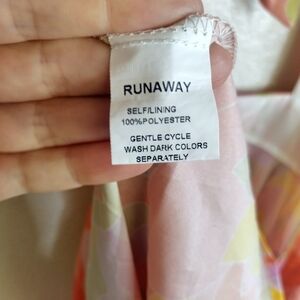 RUNAWAY
SELF/LINING
100%POLYESTER
GENTLE CYCLE
WASH DARK COLORS
SEPARATELY